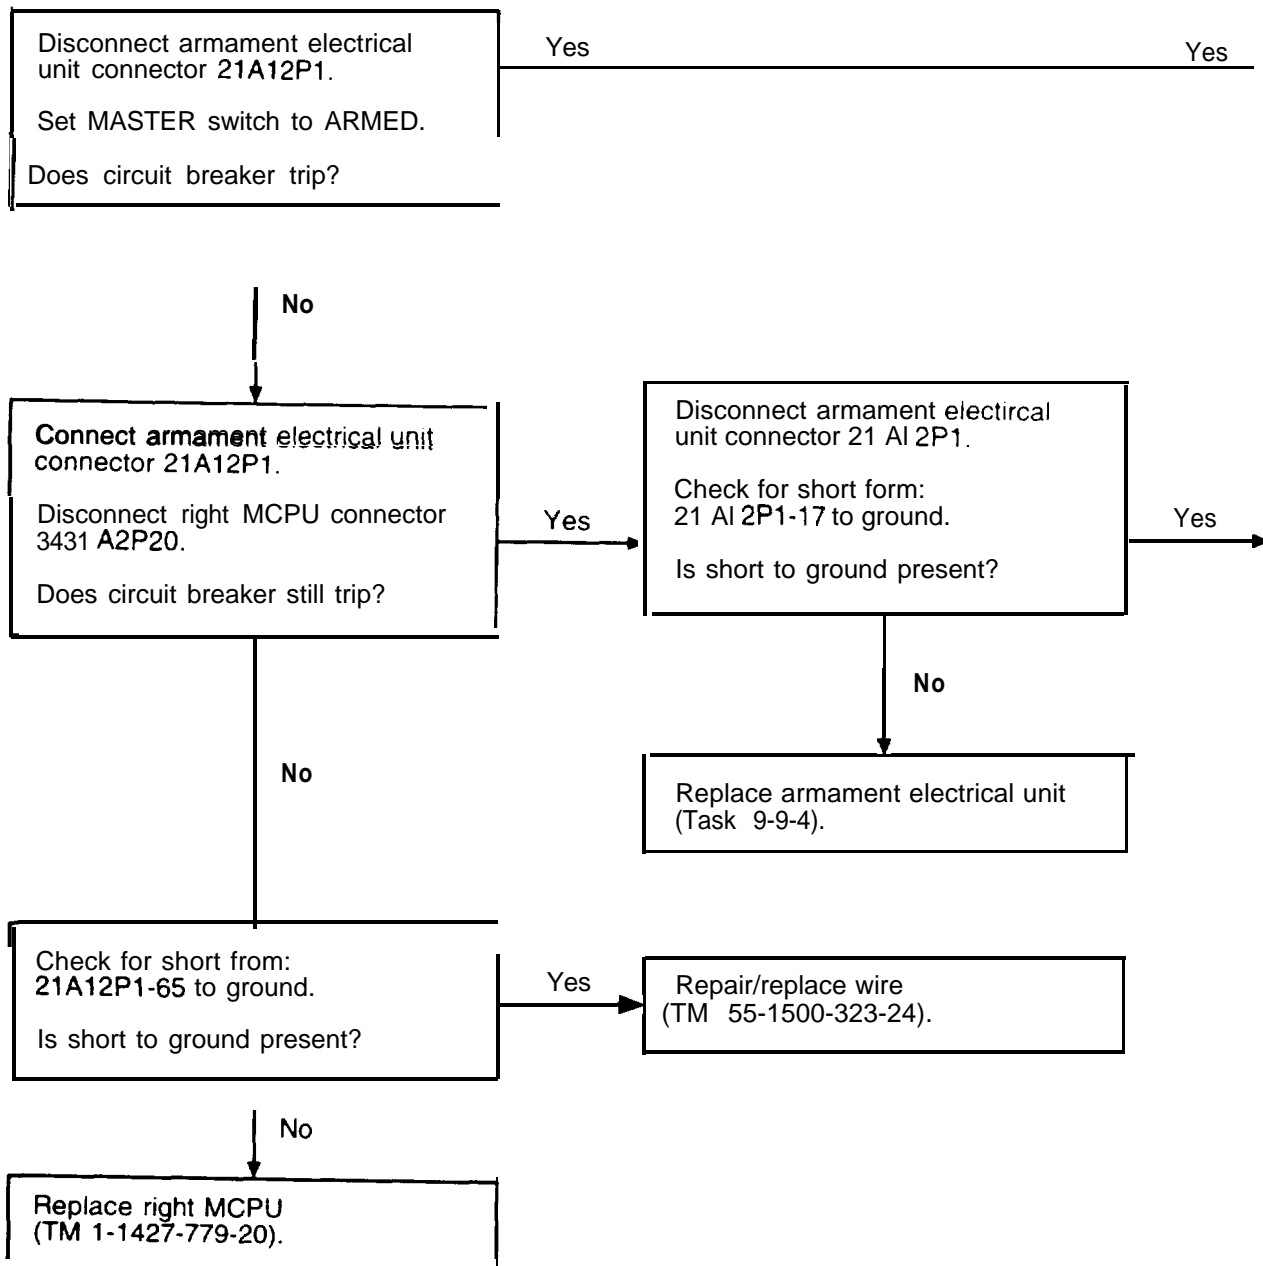 Disconnect armament electrical
unit connector 21A12P1.
Set MASTER switch to ARMED.
Does circuit breaker trip?
Yes
Yes
No
Connect armament electrical unit
connector 21A12P1.
Disconnect right MCPU connector
3431 A2P20.
Does circuit breaker still trip?
Yes
Disconnect armament electircal
unit connector 21 AI 2P1.
Check for short form:
21 AI 2P1-17 to ground.
Is short to ground present?
Yes
No
Replace armament electrical unit
(Task 9-9-4).
No
Check for short from:
21A12P1-65 to ground.
Is short to ground present?
Yes
Repair/replace wire
(TM 55-1500-323-24).
No
Replace right MCPU
(TM 1-1427-779-20).